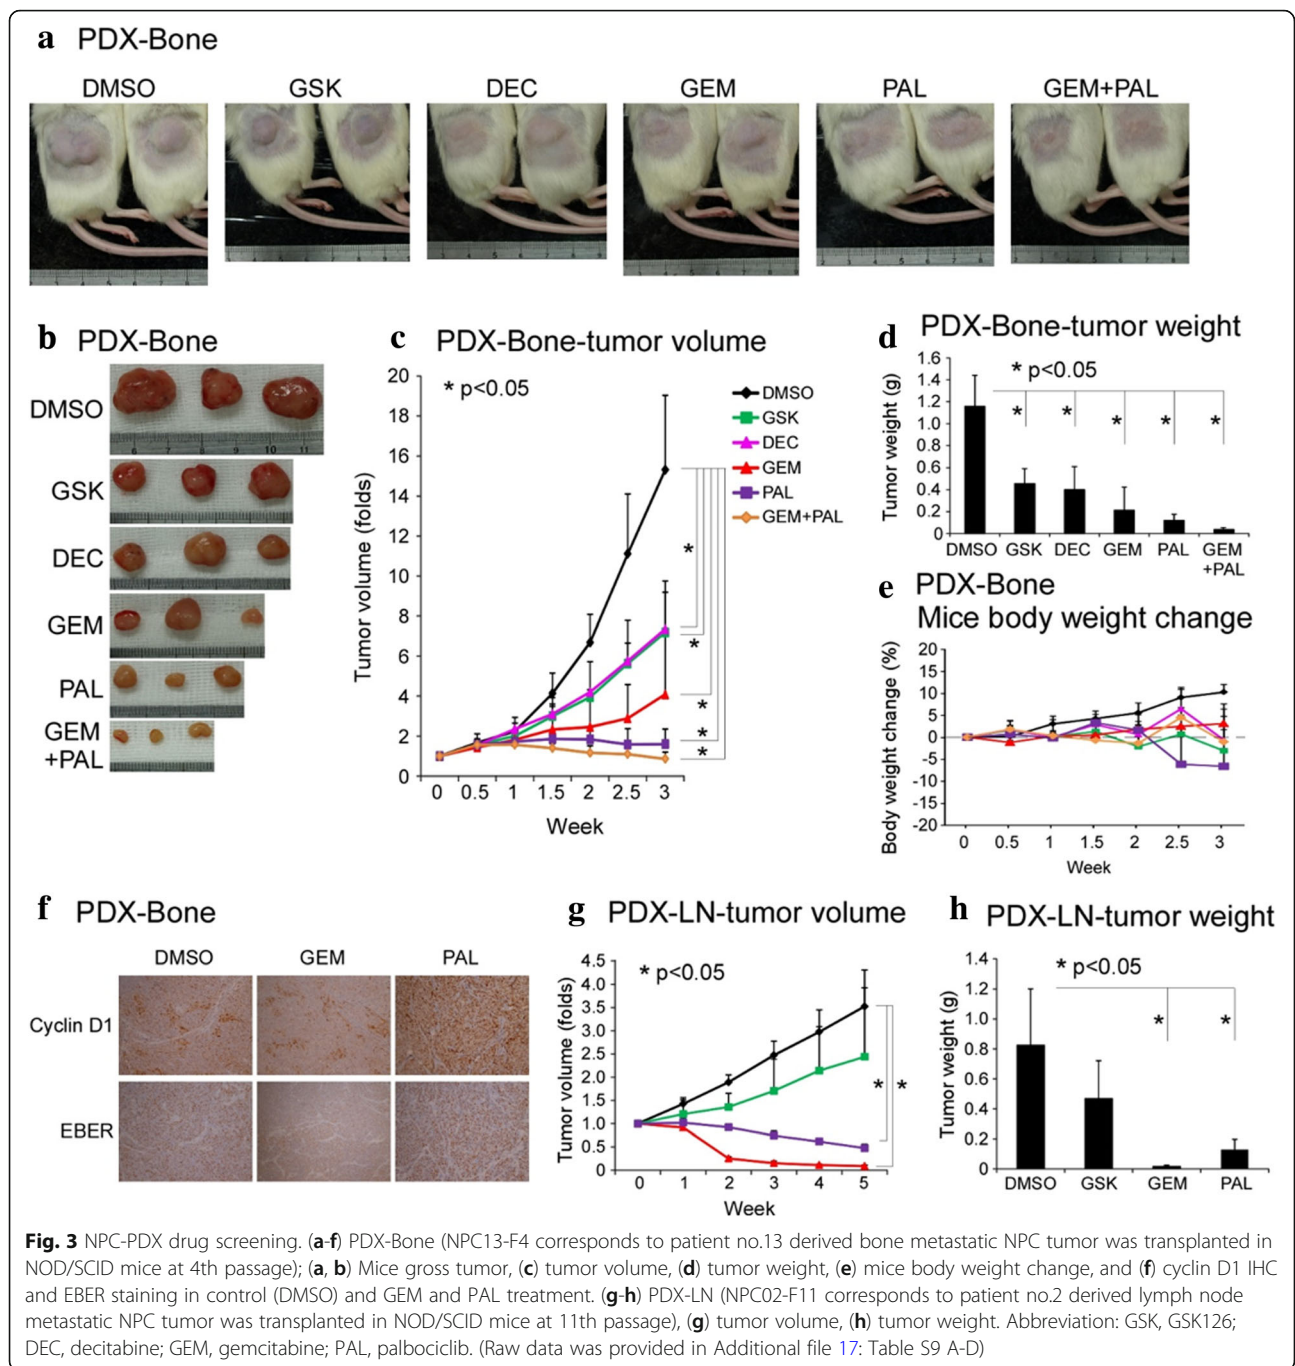 a PDX-Bone
DMSO GSK DEC GEM PAL GEM+PAL
b PDX-Bone
DMSO
6 7 8 9 10 11
GSK
DEC
GEM
PAL
GEM
+PAL
c PDX-Bone-tumor volume
* p<0.05
Tumor volume (folds)
20
18
16
14
12
10
8
6
4
2
0
0 0.5 1 1.5 2 2.5 3
Week
DMSO
GSK
DEC
GEM
PAL
GEM+PAL
*
*
*
*
*
d PDX-Bone-tumor weight
* p<0.05
Tumor weight (g)
1.6
1.4
1.2
1.0
0.8
0.6
0.4
0.2
0
* * * * *
DMSO GSK DEC GEM PAL GEM
+PAL
e PDX-Bone
Mice body weight change
Body weight change (%)
20
15
10
5
0
-5
-10
-15
-20
0 0.5 1 1.5 2 2.5 3
Week
f PDX-Bone
DMSO GEM PAL
Cyclin D1
EBER
g PDX-LN-tumor volume
* p<0.05
Tumor volume (folds)
4.5
4.0
3.5
3.0
2.5
2.0
1.5
1.0
0.5
0
* *
0 1 2 3 4 5
Week
h PDX-LN-tumor weight
* p<0.05
Tumor weight (g)
1.4
1.2
1.0
0.8
0.6
0.4
0.2
0
* *
DMSO GSK GEM PAL
Fig. 3 NPC-PDX drug screening. (a-f) PDX-Bone (NPC13-F4 corresponds to patient no.13 derived bone metastatic NPC tumor was transplanted in
NOD/SCID mice at 4th passage); (a, b) Mice gross tumor, (c) tumor volume, (d) tumor weight, (e) mice body weight change, and (f) cyclin D1 IHC
and EBER staining in control (DMSO) and GEM and PAL treatment. (g-h) PDX-LN (NPC02-F11 corresponds to patient no.2 derived lymph node
metastatic NPC tumor was transplanted in NOD/SCID mice at 11th passage), (g) tumor volume, (h) tumor weight. Abbreviation: GSK, GSK126;
DEC, decitabine; GEM, gemcitabine; PAL, palbociclib. (Raw data was provided in Additional file 17: Table S9 A-D)